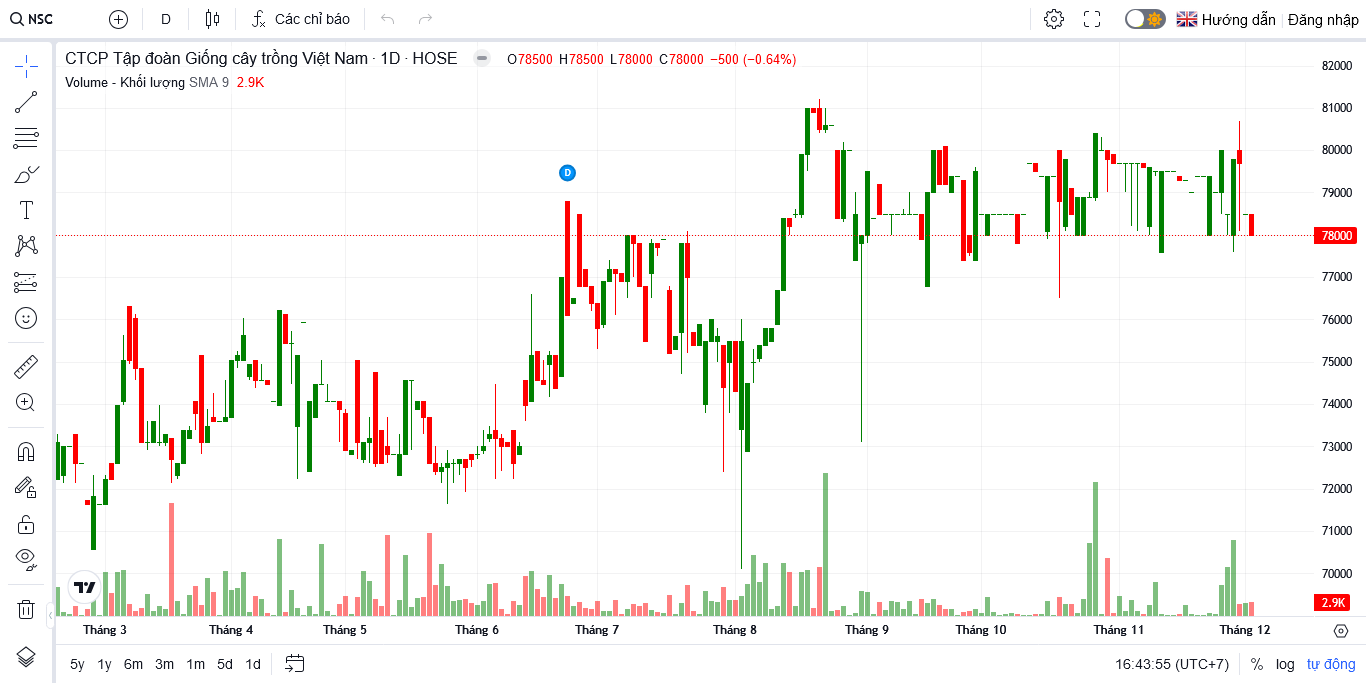 NSC D Các chỉ báo Hướng dẫn Đăng nhập
CTCP Tập đoàn Giống cây trồng Việt Nam · 1D · HOSE O78500 H78500 L78000 C78000 −500 (−0.64%)
Volume - Khối lượng SMA 9 2.9K
82000
81000
80000
79000
78000
77000
76000
75000
74000
73000
72000
71000
70000
2.9K
D
Tháng 3 Tháng 4 Tháng 5 Tháng 6 Tháng 7 Tháng 8 Tháng 9 Tháng 10 Tháng 11 Tháng 12
5y 1y 6m 3m 1m 5d 1d 16:43:55 (UTC+7) % log tự động